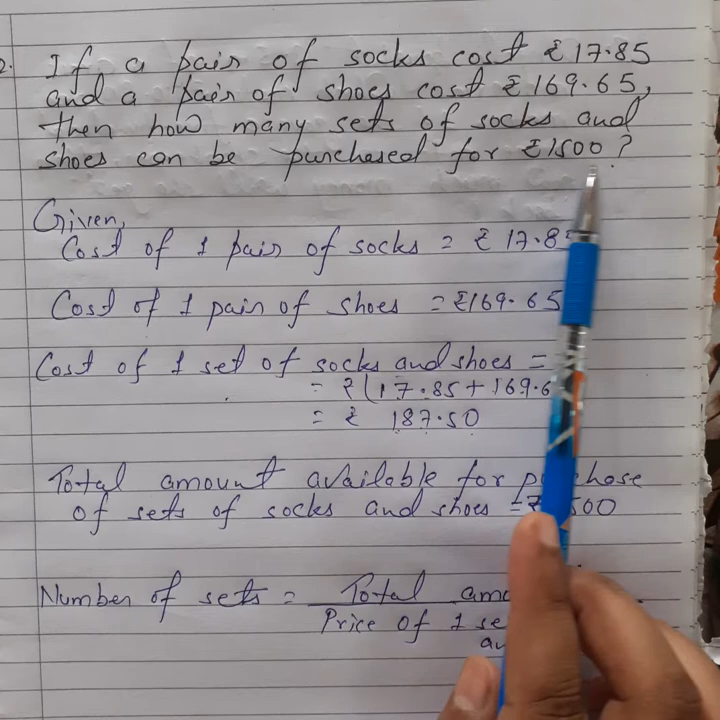 2. If a pair of socks cost ₹17.85
and a pair of shoes cost ₹169.65,
then how many sets of socks and
shoes can be purchased for ₹1500?
Given,
Cost of 1 pair of socks = ₹ 17.8
Cost of 1 pair of shoes = ₹169.65
Cost of 1 set of socks and shoes =
= ₹(17.85+169.6
= ₹ 187.50
Total amount available for
of sets of socks and shoes = ₹ 500
Number of sets = Total
Price of 1